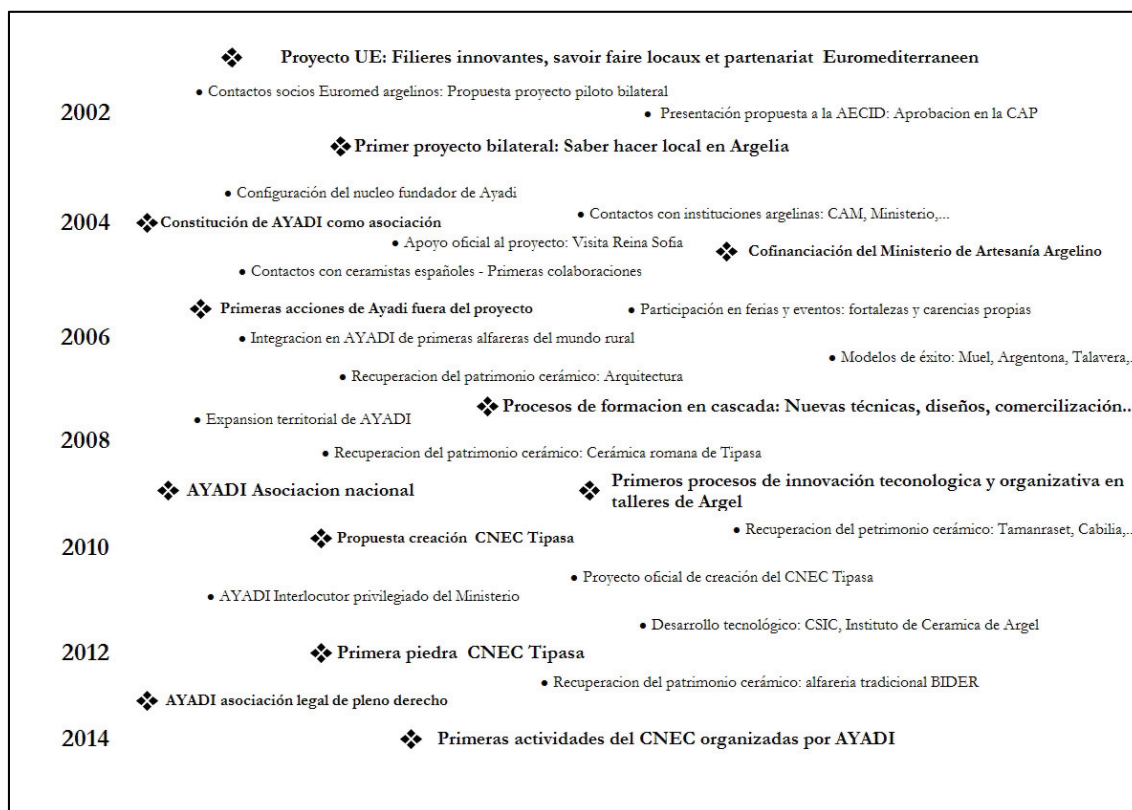 ❖ Proyecto UE: Filieres innovantes, savoir faire locaux et partenariat Euromediterraneen
● Contactos socios Euromed argelinos: Propuesta proyecto piloto bilateral
2002
● Presentación propuesta a la AECID: Aprobacion en la CAP
❖ Primer proyecto bilateral: Saber hacer local en Argelia
● Configuración del nucleo fundador de Ayadi
● Contactos con instituciones argelinas: CAM, Ministerio,...
2004
❖ Constitución de AYADI como asociación
● Apoyo oficial al proyecto: Visita Reina Sofia
❖ Cofinanciación del Ministerio de Artesanía Argelino
● Contactos con ceramistas españoles - Primeras colaboraciones
❖ Primeras acciones de Ayadi fuera del proyecto
● Participación en ferias y eventos: fortalezas y carencias propias
2006
● Integracion en AYADI de primeras alfareras del mundo rural
● Modelos de éxito: Muel, Argentona, Talavera,..
● Recuperacion del patrimonio cerámico: Arquitectura
❖ Procesos de formacion en cascada: Nuevas técnicas, diseños, comercilización...
● Expansion territorial de AYADI
2008
● Recuperacion del patrimonio cerámico: Cerámica romana de Tipasa
❖ AYADI Asociacion nacional
❖ Primeros procesos de innovación teconologica y organizativa en
talleres de Argel
● Recuperacion del petrimonio cerámico: Tamanraset, Cabilia,..
2010
❖ Propuesta creación CNEC Tipasa
● Proyecto oficial de creación del CNEC Tipasa
● AYADI Interlocutor privilegiado del Ministerio
● Desarrollo tecnológico: CSIC, Instituto de Ceramica de Argel
2012
❖ Primera piedra CNEC Tipasa
● Recuperacion del patrimonio cerámico: alfareria tradicional BIDER
❖ AYADI asociación legal de pleno derecho
2014
❖ Primeras actividades del CNEC organizadas por AYADI